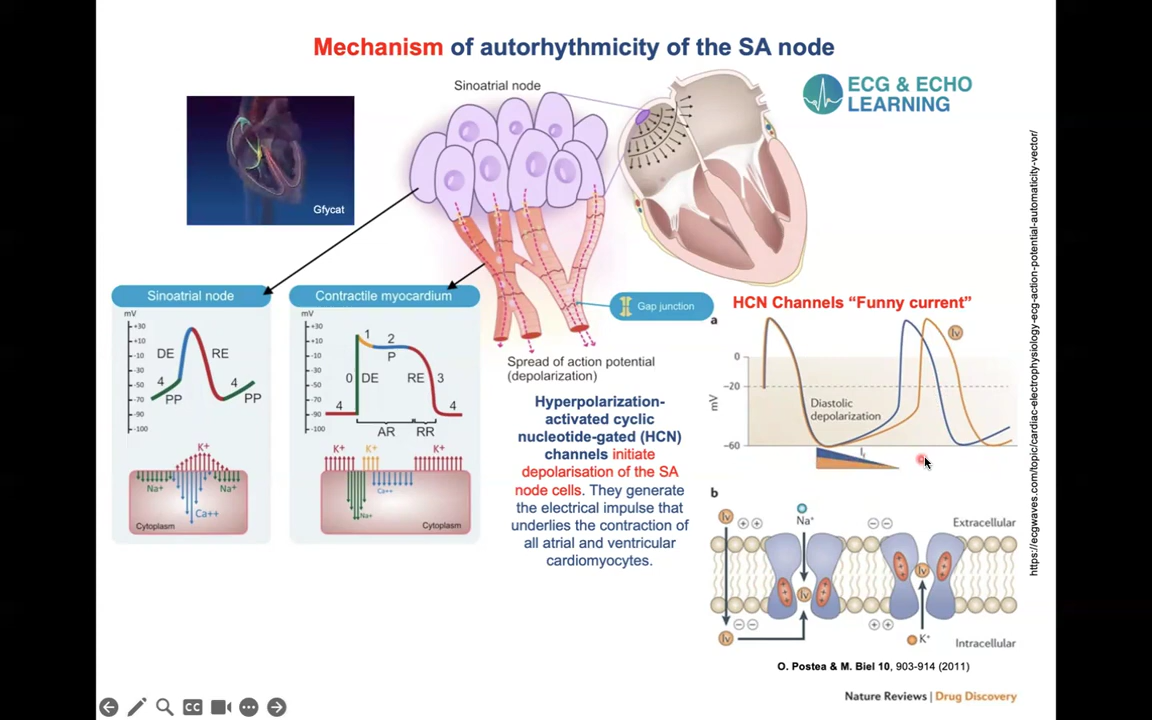 Mechanism of autorhythmicity of the SA node
ECG & ECHO
LEARNING
Sinoatrial node
Gfycat
Sinoatrial node
mV
+30
+10
-10
-30
-50
-70
-90
-100
DE
RE
4
4
PP
PP
K+
Na+
Na+
Ca++
Cytoplasm
Contractile myocardium
mV
+30
+10
-10
-30
-50
-70
-90
-100
1
2
P
0
DE
RE
3
4
4
AR
RR
K+
K+
K+
Ca++
Na+
Cytoplasm
Gap junction
Spread of action potential
(depolarization)
Hyperpolarization-
activated cyclic
nucleotide-gated (HCN)
channels initiate
depolarisation of the SA
node cells. They generate
the electrical impulse that
underlies the contraction of
all atrial and ventricular
cardiomyocytes.
HCN Channels “Funny current”
a
Iv
0
−20
mV
−60
Diastolic
depolarization
If
b
Iv
Na+
Extracellular
Iv
Iv
Iv
K+
Intracellular
O. Postea & M. Biel 10, 903-914 (2011)
Nature Reviews | Drug Discovery
https://ecgwaves.com/topic/cardiac-electrophysiology-ecg-action-potential-automaticity-vector/
CC